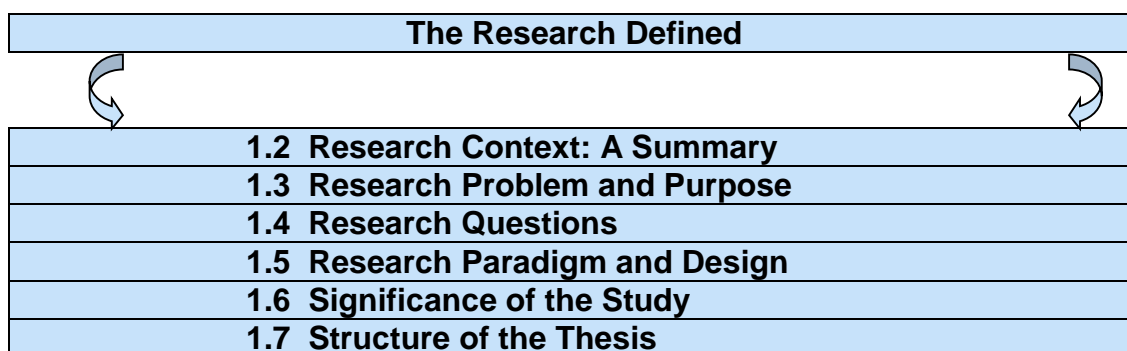 The Research Defined
1.2 Research Context: A Summary
1.3 Research Problem and Purpose
1.4 Research Questions
1.5 Research Paradigm and Design
1.6 Significance of the Study
1.7 Structure of the Thesis